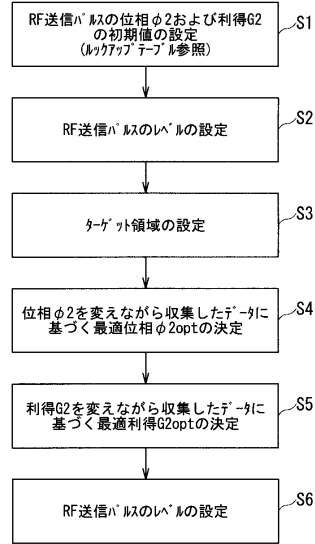 RF送信ﾊﾟﾙｽの位相φ2および利得G2
の初期値の設定
(ﾙｯｸｱｯﾌﾟﾃｰﾌﾞﾙ参照)
S1
RF送信ﾊﾟﾙｽのﾚﾍﾞﾙの設定
S2
ﾀｰｹﾞｯﾄ領域の設定
S3
位相φ2を変えながら収集したﾃﾞｰﾀに
基づく最適位相φ2optの決定
S4
利得G2を変えながら収集したﾃﾞｰﾀに
基づく最適利得G2optの決定
S5
RF送信ﾊﾟﾙｽのﾚﾍﾞﾙの設定
S6